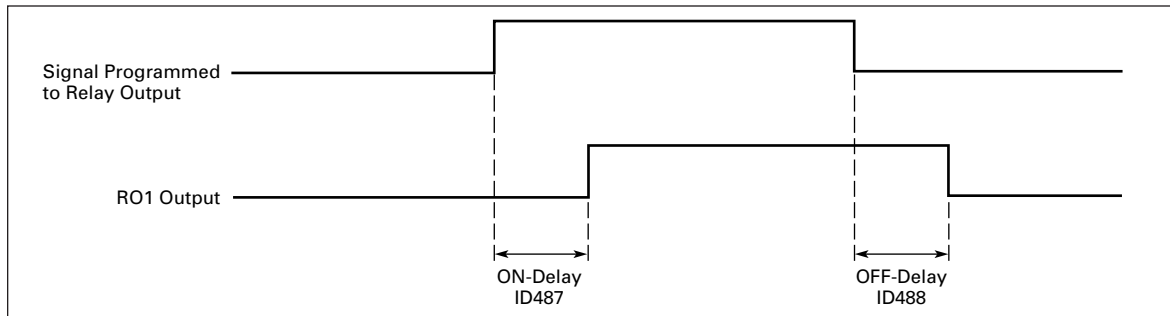 Signal Programmed
to Relay Output
RO1 Output
ON-Delay
ID487
OFF-Delay
ID488